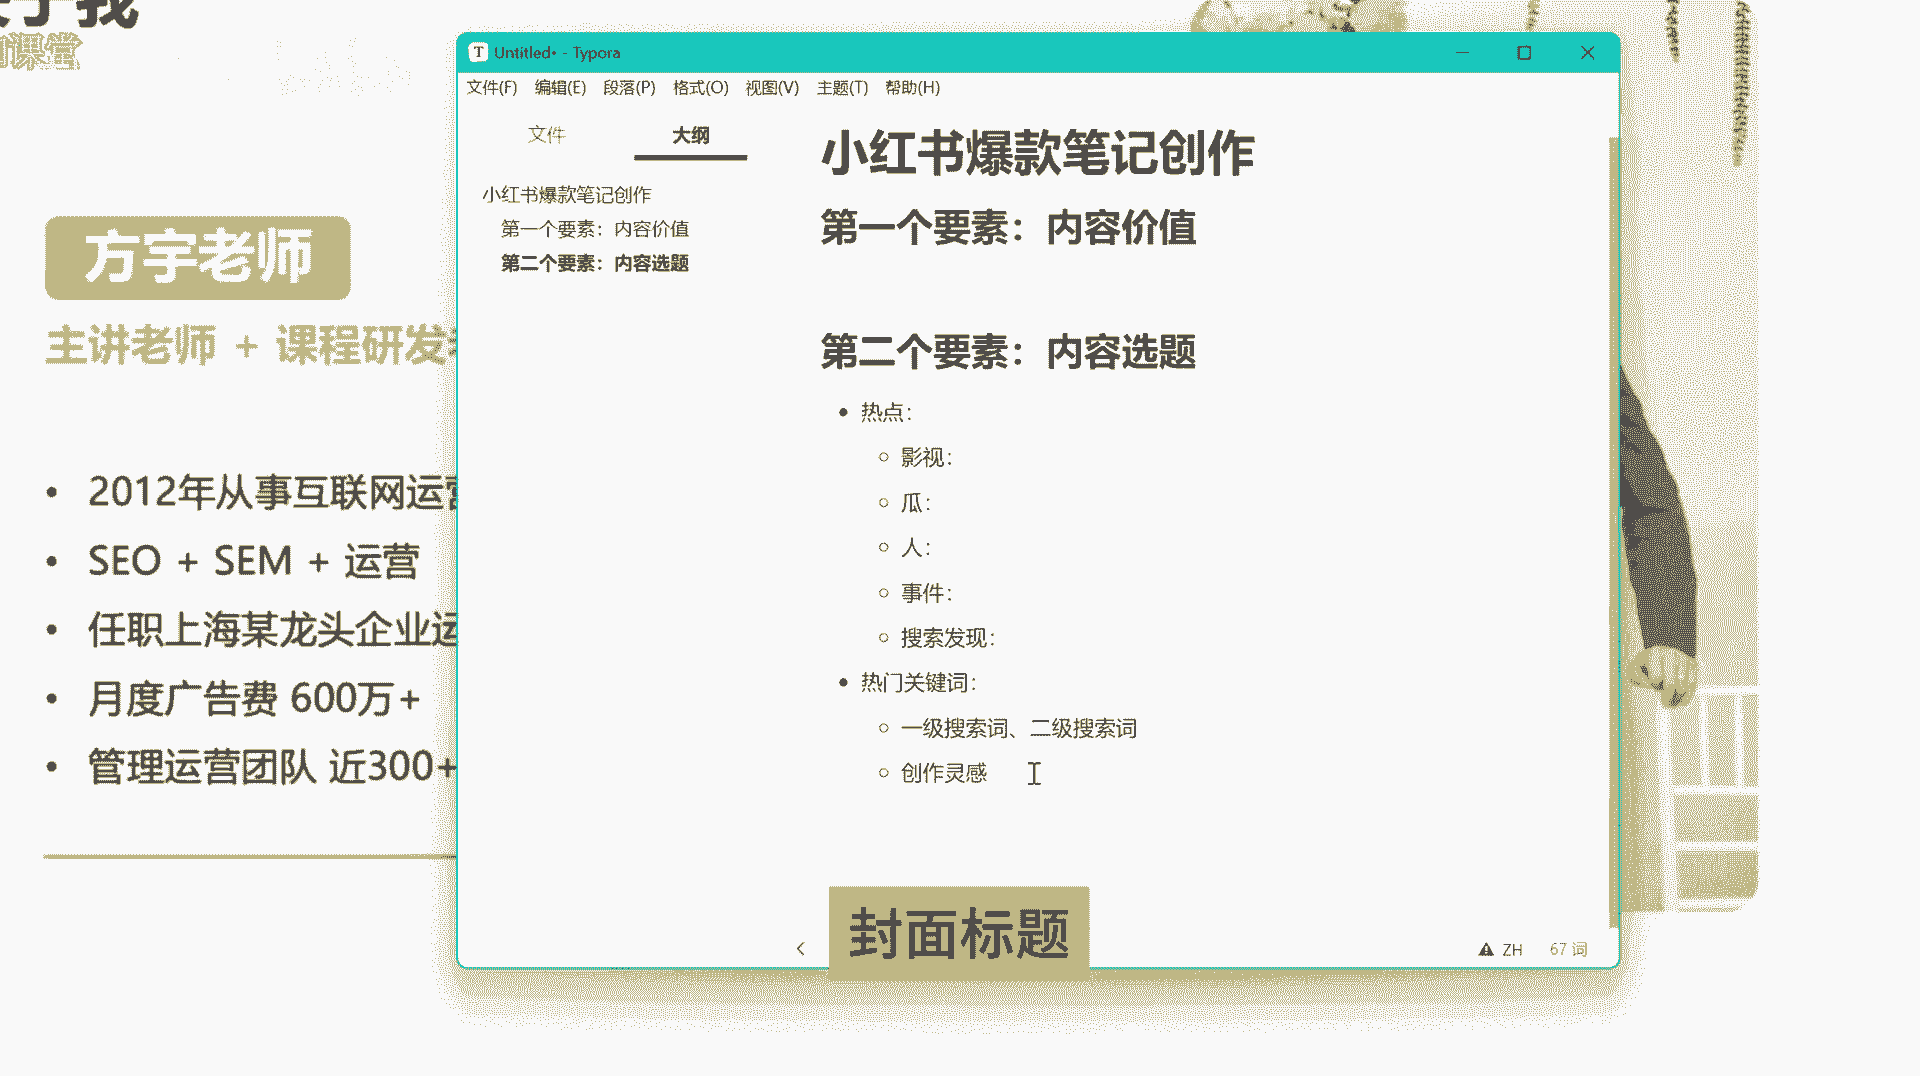 于我
课堂
方宇老师
主讲老师 + 课程研发
• 2012年从事互联网运营
• SEO + SEM + 运营
• 任职上海某龙头企业运
• 月度广告费 600万+
• 管理运营团队 近300+
T Untitled• - Typora
文件(F) 编辑(E) 段落(P) 格式(O) 视图(V) 主题(T) 帮助(H)
文件 大纲
小红书爆款笔记创作
第一个要素：内容价值
第二个要素：内容选题
小红书爆款笔记创作
第一个要素：内容价值
第二个要素：内容选题
• 热点：
○ 影视：
○ 瓜：
○ 人：
○ 事件：
○ 搜索发现：
• 热门关键词：
○ 一级搜索词、二级搜索词
○ 创作灵感
封面标题
ZH 67 词